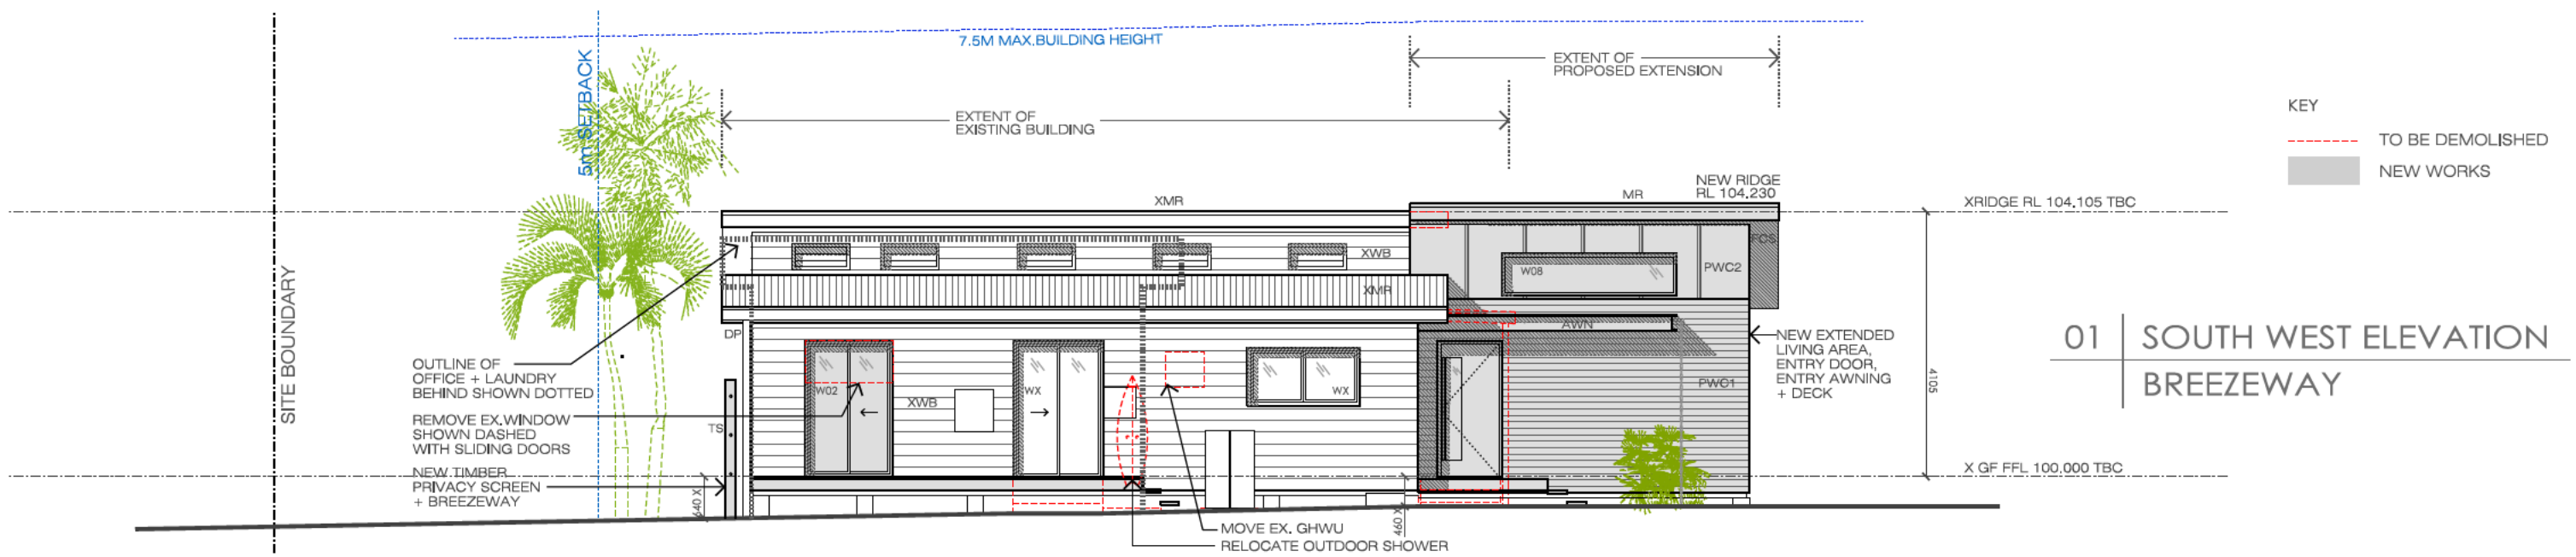 7.5M MAX.BUILDING HEIGHT
5m SETBACK
SITE BOUNDARY
EXTENT OF
EXISTING BUILDING
EXTENT OF
PROPOSED EXTENSION
KEY
TO BE DEMOLISHED
NEW WORKS
NEW RIDGE
RL 104.230
MR
XMR
XRIDGE RL 104.105 TBC
XWB
FCS
PWC2
W08
XMR
AWN
DP
OUTLINE OF
OFFICE + LAUNDRY
BEHIND SHOWN DOTTED
REMOVE EX.WINDOW
SHOWN DASHED
WITH SLIDING DOORS
NEW TIMBER
PRIVACY SCREEN
+ BREEZEWAY
TS
W02
XWB
WX
WX
PWC1
NEW EXTENDED
LIVING AREA,
ENTRY DOOR,
ENTRY AWNING
+ DECK
4105
01
SOUTH WEST ELEVATION
BREEZEWAY
X GF FFL 100.000 TBC
640 X
460 X
MOVE EX. GHWU
RELOCATE OUTDOOR SHOWER